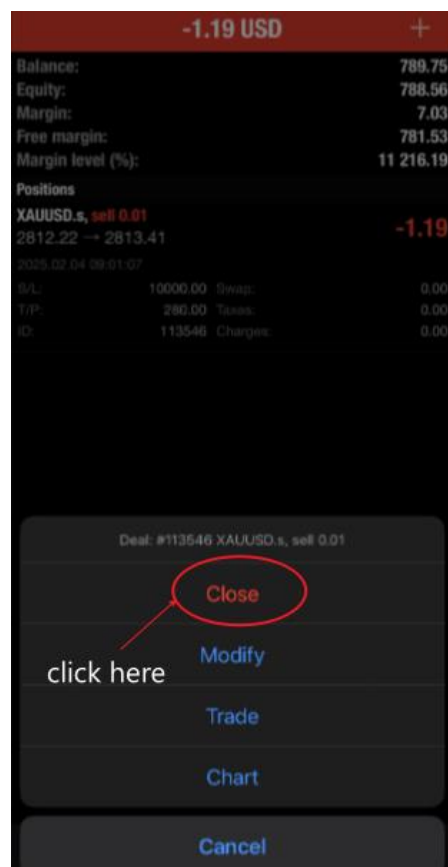 -1.19 USD +
Balance: 789.75
Equity: 788.56
Margin: 7.03
Free margin: 781.53
Margin level (%): 11 216.19
Positions
XAUUSD.s, sell 0.01
2812.22 → 2813.41 -1.19
2025.02.04 09:01:07
S/L: 10000.00 Swap: 0.00
T/P: 280.00 Taxes: 0.00
ID: 113546 Charges: 0.00
Deal: #113546 XAUUSD.s, sell 0.01
Close
click here
Modify
Trade
Chart
Cancel